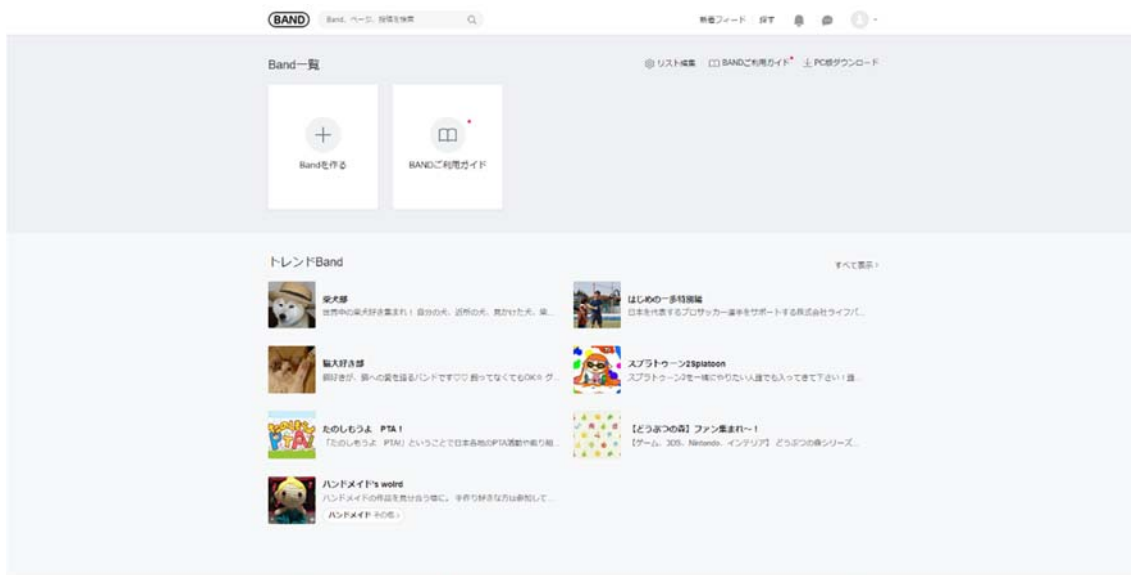 BAND
Band、ページ、投稿を検索
新着フィード 探す
Band一覧
リスト編集 BANDご利用ガイド PC版ダウンロード
Bandを作る
BANDご利用ガイド
トレンドBand
すべて表示
柴犬部
世界中の柴犬好き集まれ！ 自分の犬、近所の犬、見かけた犬、柴...
はじめの一歩特別編
日本を代表するプロサッカー選手をサポートする株式会社ライフパ...
猫大好き部
猫好きが、猫への愛を語るバンドです♡♡ 飼ってなくてもOK☆ グ...
スプラトゥーン2Splatoon
スプラトゥーン2を一緒にやりたい人誰でも入ってきて下さい！誰...
たのしもうよ　PTA！
「たのしもうよ　PTA!」ということで日本各地のPTA活動や取り組...
【どうぶつの森】ファン集まれ～！
【ゲーム、3DS、Nintendo、インテリア】 どうぶつの森シリーズ...
ハンドメイド's wolrd
ハンドメイドの作品を見せ合う様に。 手作り好きな方は参加して...
ハンドメイド その他